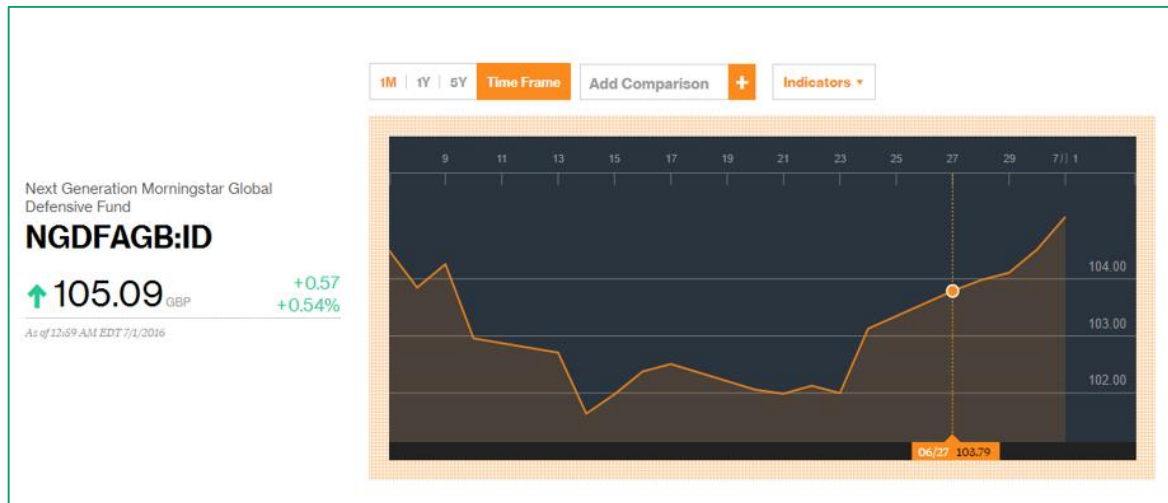 1M | 1Y | 5Y Time Frame Add Comparison + Indicators
9 11 13 15 17 19 21 23 25 27 29 7月 1
Next Generation Morningstar Global
Defensive Fund
NGDFAGB:ID
105.09 GBP
+0.57
+0.54%
As of 12:59 AM EDT 7/1/2016
104.00
103.00
102.00
06/27 103.79